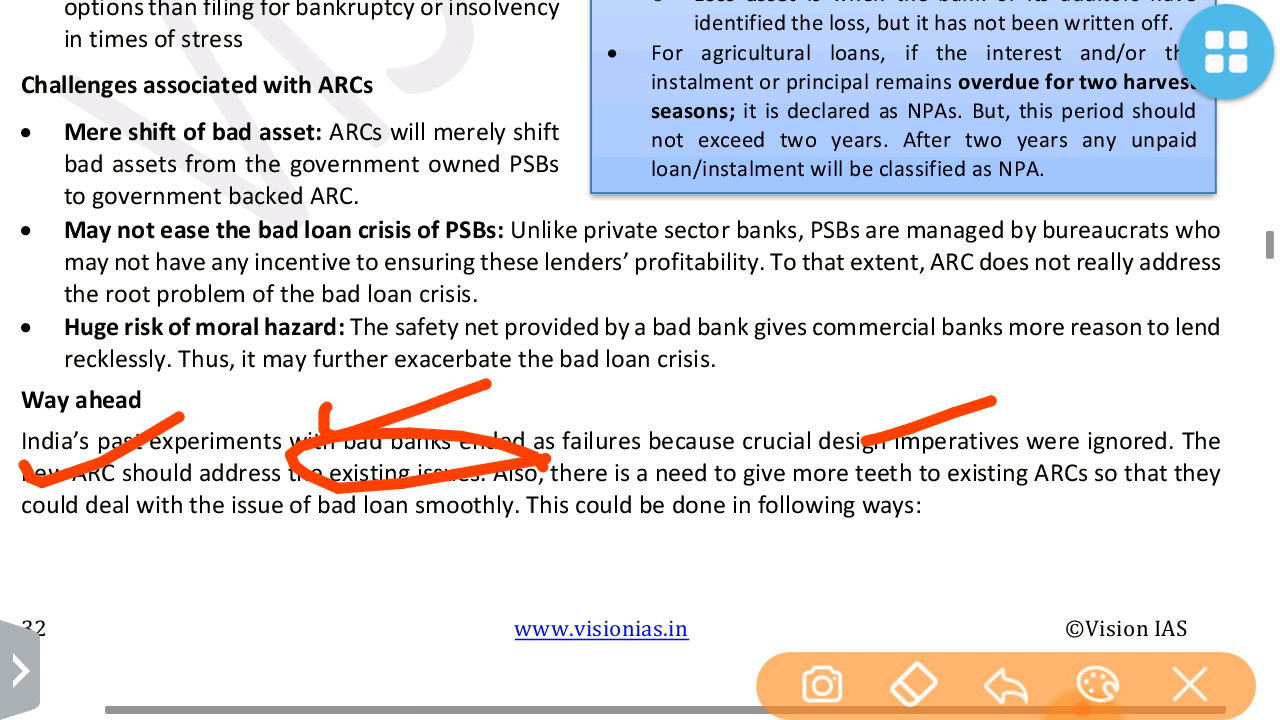 options than filing for bankruptcy or insolvency
in times of stress
Challenges associated with ARCs
• Mere shift of bad asset: ARCs will merely shift
bad assets from the government owned PSBs
to government backed ARC.
identified the loss, but it has not been written off.
• For agricultural loans, if the interest and/or
instalment or principal remains overdue for two harvest
seasons; it is declared as NPAs. But, this period should
not exceed two years. After two years any unpaid
loan/instalment will be classified as NPA.
• May not ease the bad loan crisis of PSBs: Unlike private sector banks, PSBs are managed by bureaucrats who
may not have any incentive to ensuring these lenders’ profitability. To that extent, ARC does not really address
the root problem of the bad loan crisis.
• Huge risk of moral hazard: The safety net provided by a bad bank gives commercial banks more reason to lend
recklessly. Thus, it may further exacerbate the bad loan crisis.
Way ahead
India’s past experiments with bad banks ended as failures because crucial design imperatives were ignored. The
new ARC should address the existing issues. Also, there is a need to give more teeth to existing ARCs so that they
could deal with the issue of bad loan smoothly. This could be done in following ways:
32 www.visionias.in ©Vision IAS